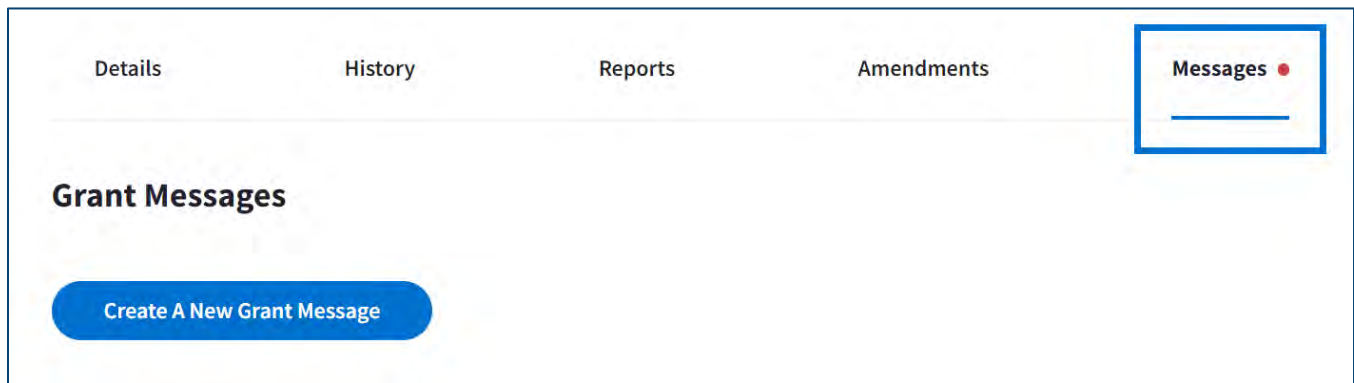 Details History Reports Amendments Messages
Grant Messages
Create A New Grant Message